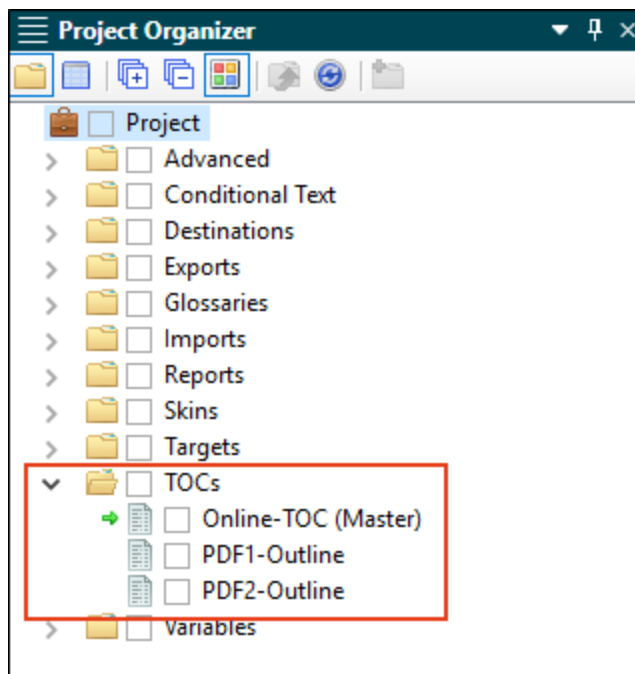 Project Organizer
Project
Advanced
Conditional Text
Destinations
Exports
Glossaries
Imports
Reports
Skins
Targets
TOCs
Online-TOC (Master)
PDF1-Outline
PDF2-Outline
Variables